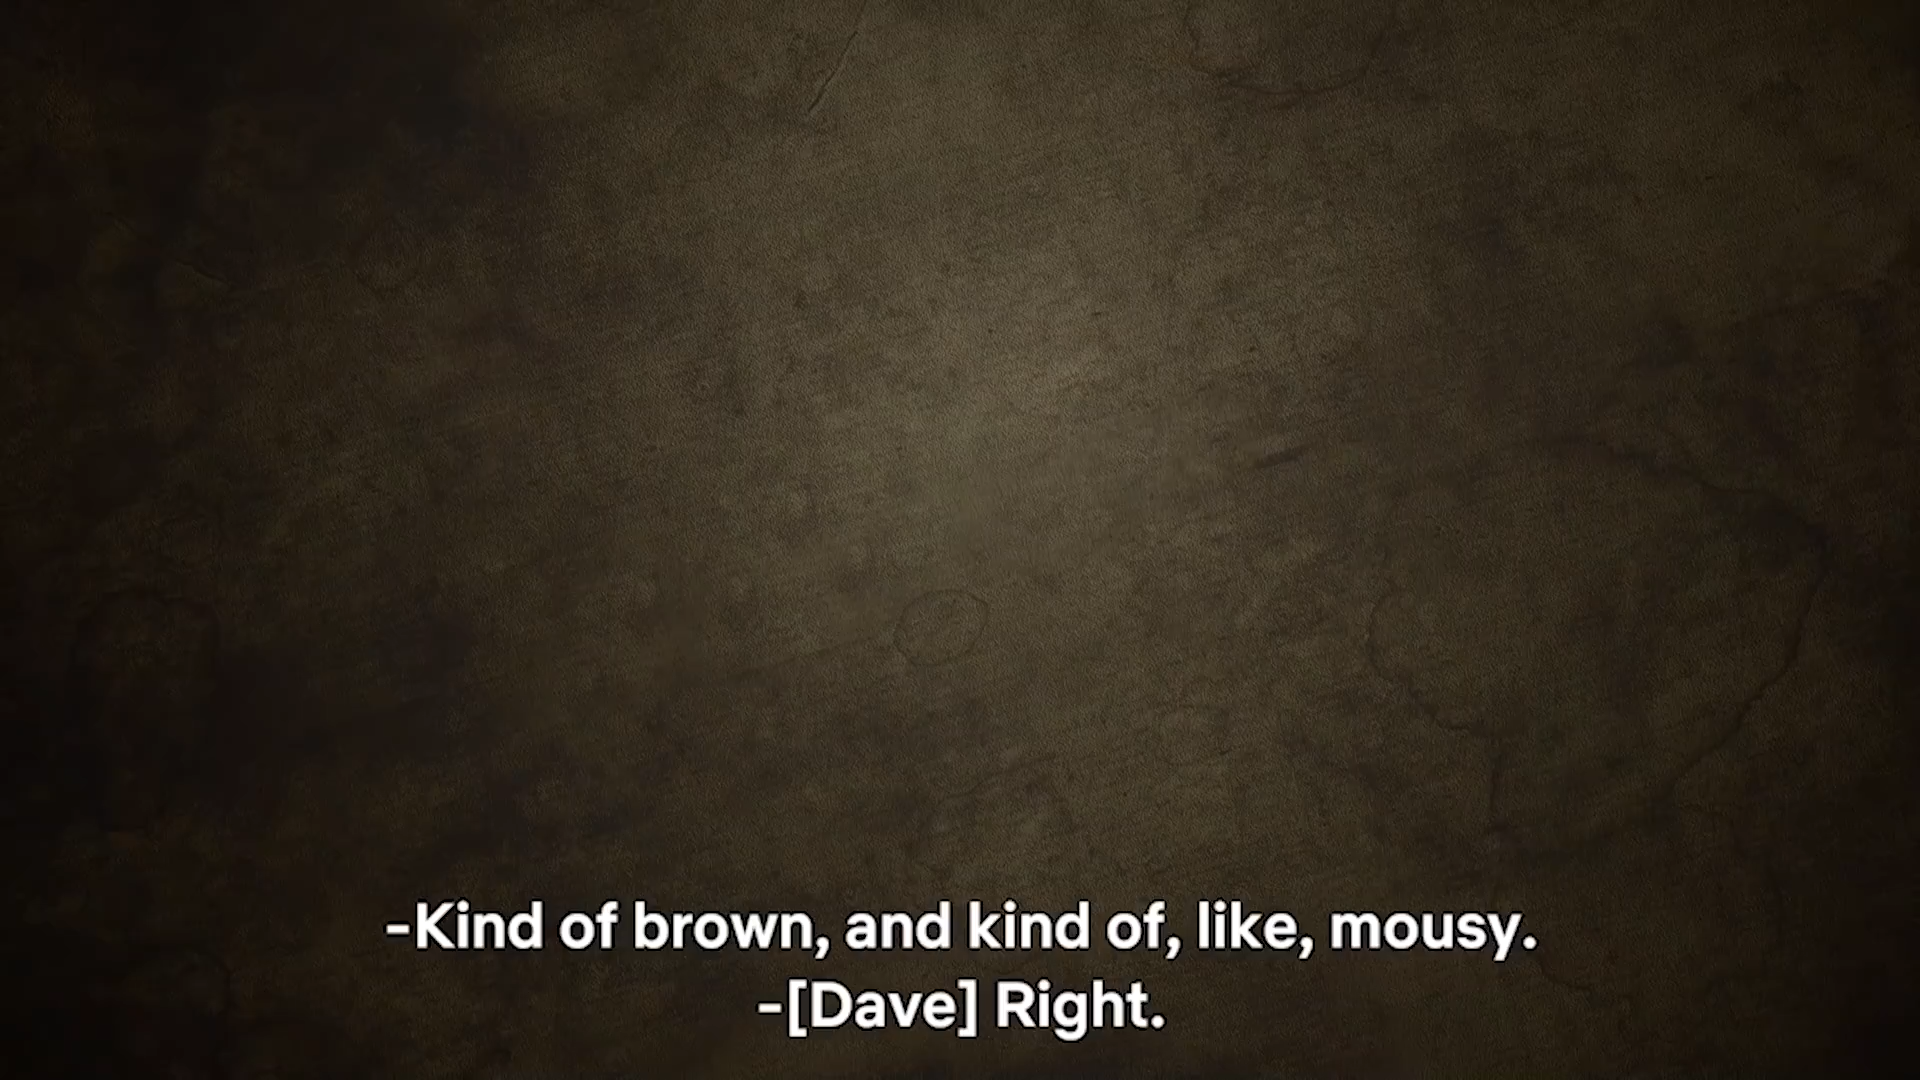 -Kind of brown, and kind of, like, mousy.
-[Dave] Right.